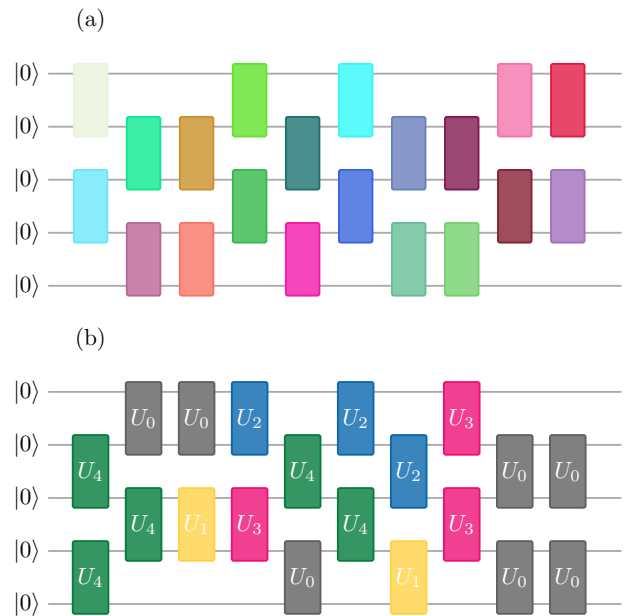 (a)
|0⟩
|0⟩
|0⟩
|0⟩
|0⟩
(b)
|0⟩ U₀ U₀ U₂ U₂ U₃
|0⟩ U₄ U₄ U₂ U₀ U₀
|0⟩ U₄ U₁ U₃ U₄ U₃
|0⟩ U₄ U₀ U₁ U₀ U₀
|0⟩